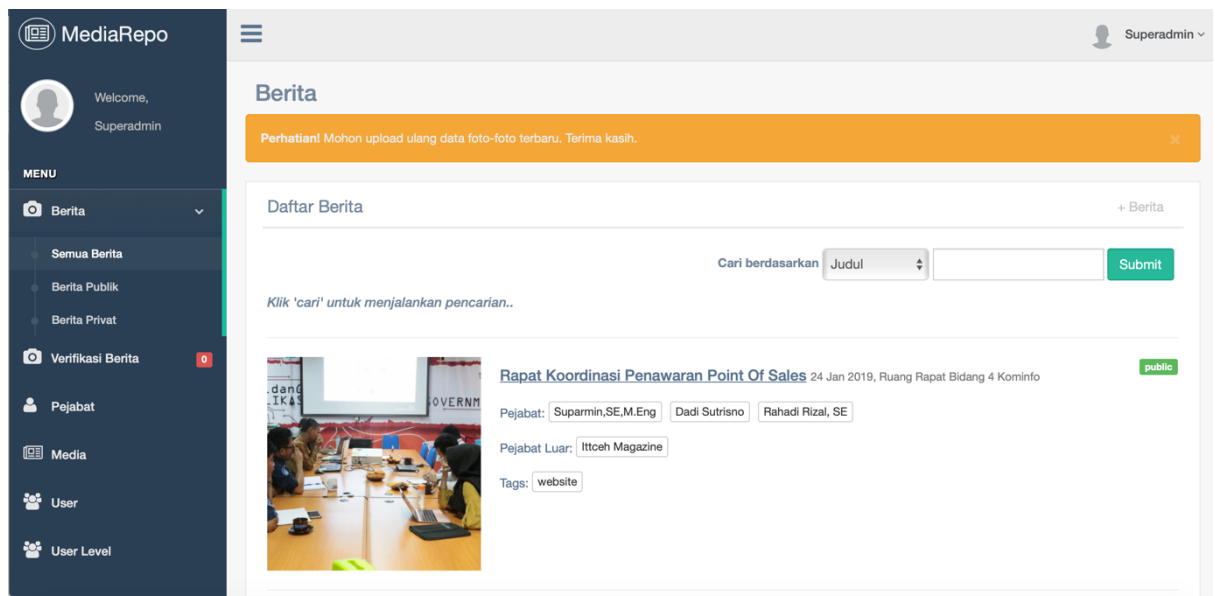 MediaRepo
Superadmin
Welcome,
Superadmin
MENU
Berita
Semua Berita
Berita Publik
Berita Privat
Verifikasi Berita 0
Pejabat
Media
User
User Level
Berita
Perhatian! Mohon upload ulang data foto-foto terbaru. Terima kasih. ×
Daftar Berita + Berita
Cari berdasarkan Judul Submit
Klik 'cari' untuk menjalankan pencarian..
Rapat Koordinasi Penawaran Point Of Sales 24 Jan 2019, Ruang Rapat Bidang 4 Kominfo public
Pejabat: Suparmin,SE,M.Eng Dadi Sutrisno Rahadi Rizal, SE
Pejabat Luar: Ittceh Magazine
Tags: website